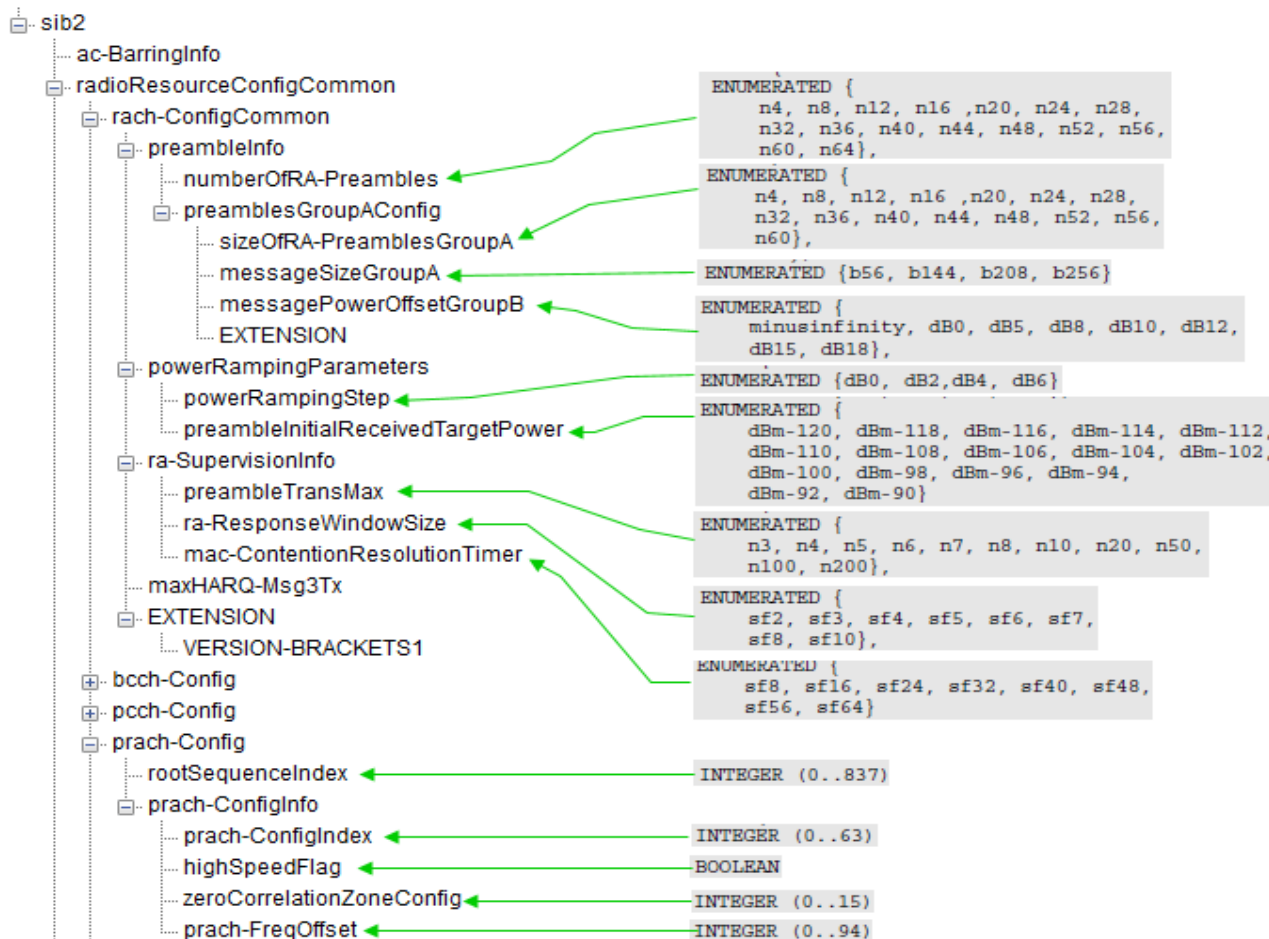 sib2
ac-BarringInfo
radioResourceConfigCommon
rach-ConfigCommon
preambleInfo
numberOfRA-Preambles
preamblesGroupAConfig
sizeOfRA-PreamblesGroupA
messageSizeGroupA
messagePowerOffsetGroupB
EXTENSION
powerRampingParameters
powerRampingStep
preambleInitialReceivedTargetPower
ra-SupervisionInfo
preambleTransMax
ra-ResponseWindowSize
mac-ContentionResolutionTimer
maxHARQ-Msg3Tx
EXTENSION
VERSION-BRACKETS1
bcch-Config
pcch-Config
prach-Config
rootSequenceIndex
prach-ConfigInfo
prach-ConfigIndex
highSpeedFlag
zeroCorrelationZoneConfig
prach-FreqOffset
ENUMERATED {
n4, n8, n12, n16 ,n20, n24, n28,
n32, n36, n40, n44, n48, n52, n56,
n60, n64},
ENUMERATED {
n4, n8, n12, n16 ,n20, n24, n28,
n32, n36, n40, n44, n48, n52, n56,
n60},
ENUMERATED {b56, b144, b208, b256}
ENUMERATED {
minusinfinity, dB0, dB5, dB8, dB10, dB12,
dB15, dB18},
ENUMERATED {dB0, dB2,dB4, dB6}
ENUMERATED {
dBm-120, dBm-118, dBm-116, dBm-114, dBm-112,
dBm-110, dBm-108, dBm-106, dBm-104, dBm-102,
dBm-100, dBm-98, dBm-96, dBm-94,
dBm-92, dBm-90}
ENUMERATED {
n3, n4, n5, n6, n7, n8, n10, n20, n50,
n100, n200},
ENUMERATED {
sf2, sf3, sf4, sf5, sf6, sf7,
sf8, sf10},
ENUMERATED {
sf8, sf16, sf24, sf32, sf40, sf48,
sf56, sf64}
INTEGER (0..837)
INTEGER (0..63)
BOOLEAN
INTEGER (0..15)
INTEGER (0..94)